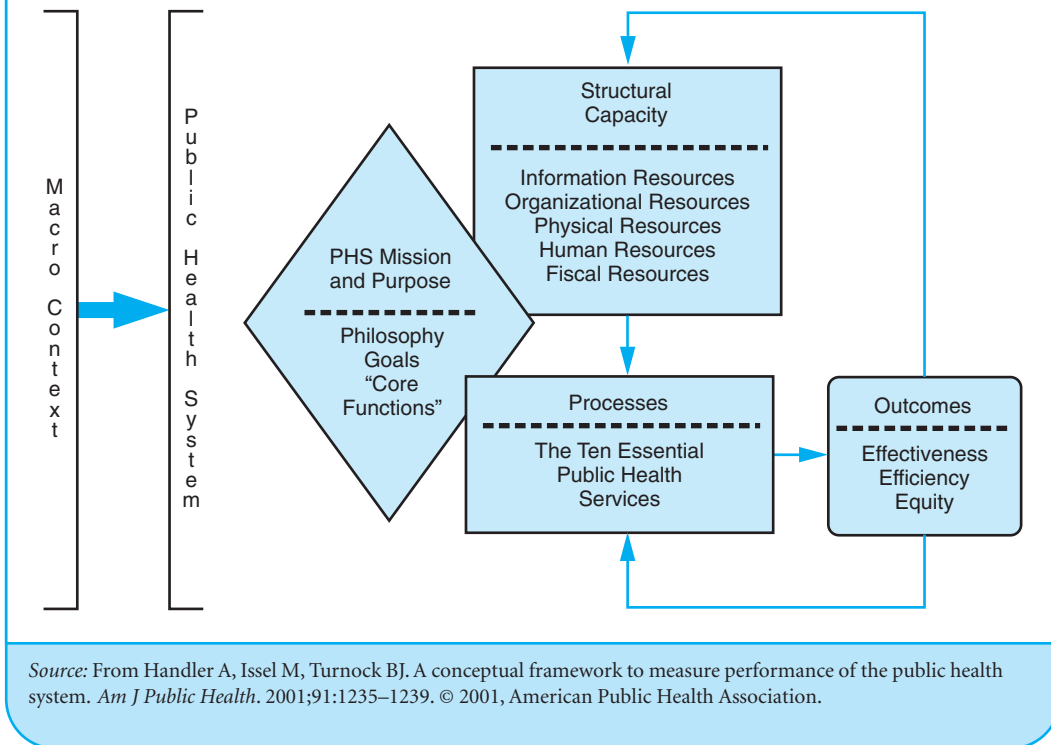 Macro Context
Public Health System
PHS Mission
and Purpose
Philosophy
Goals
“Core
Functions”
Structural
Capacity
Information Resources
Organizational Resources
Physical Resources
Human Resources
Fiscal Resources
Processes
The Ten Essential
Public Health
Services
Outcomes
Effectiveness
Efficiency
Equity
Source: From Handler A, Issel M, Turnock BJ. A conceptual framework to measure performance of the public health
system. Am J Public Health. 2001;91:1235–1239. © 2001, American Public Health Association.